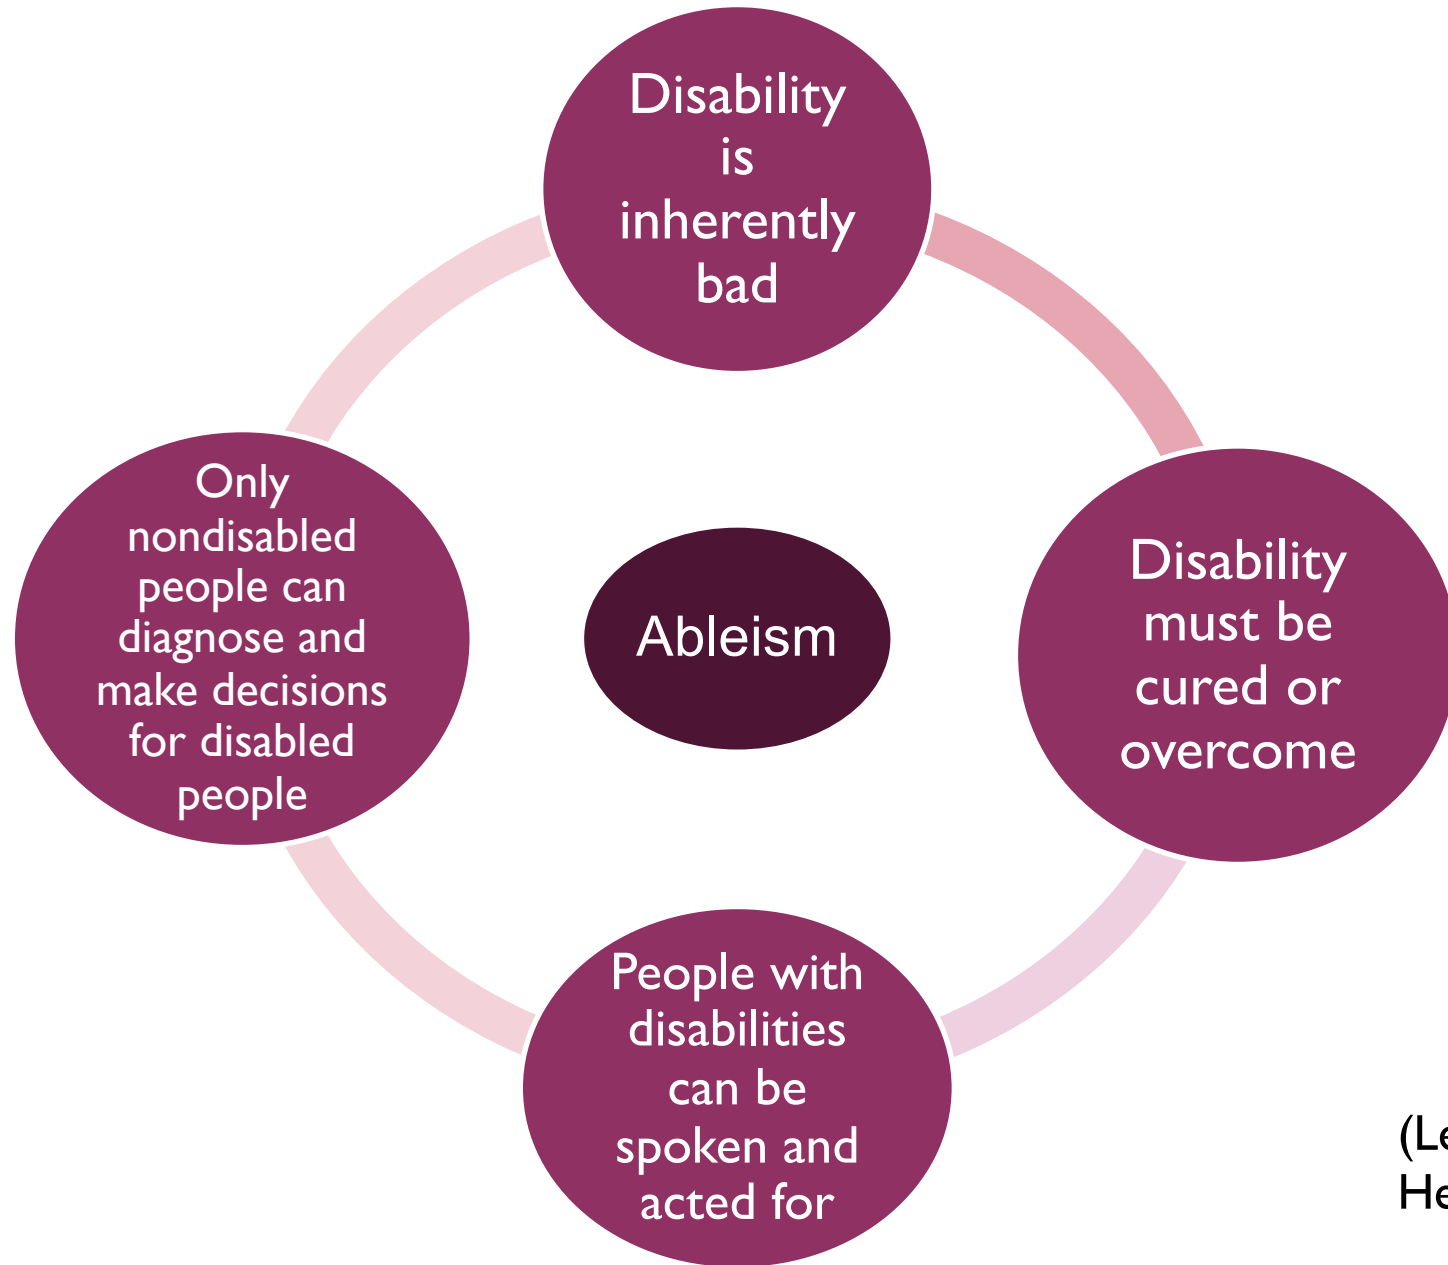 Disability
is
inherently
bad
Only
nondisabled
people can
diagnose and
make decisions
for disabled
people
Ableism
Disability
must be
cured or
overcome
People with
disabilities
can be
spoken and
acted for